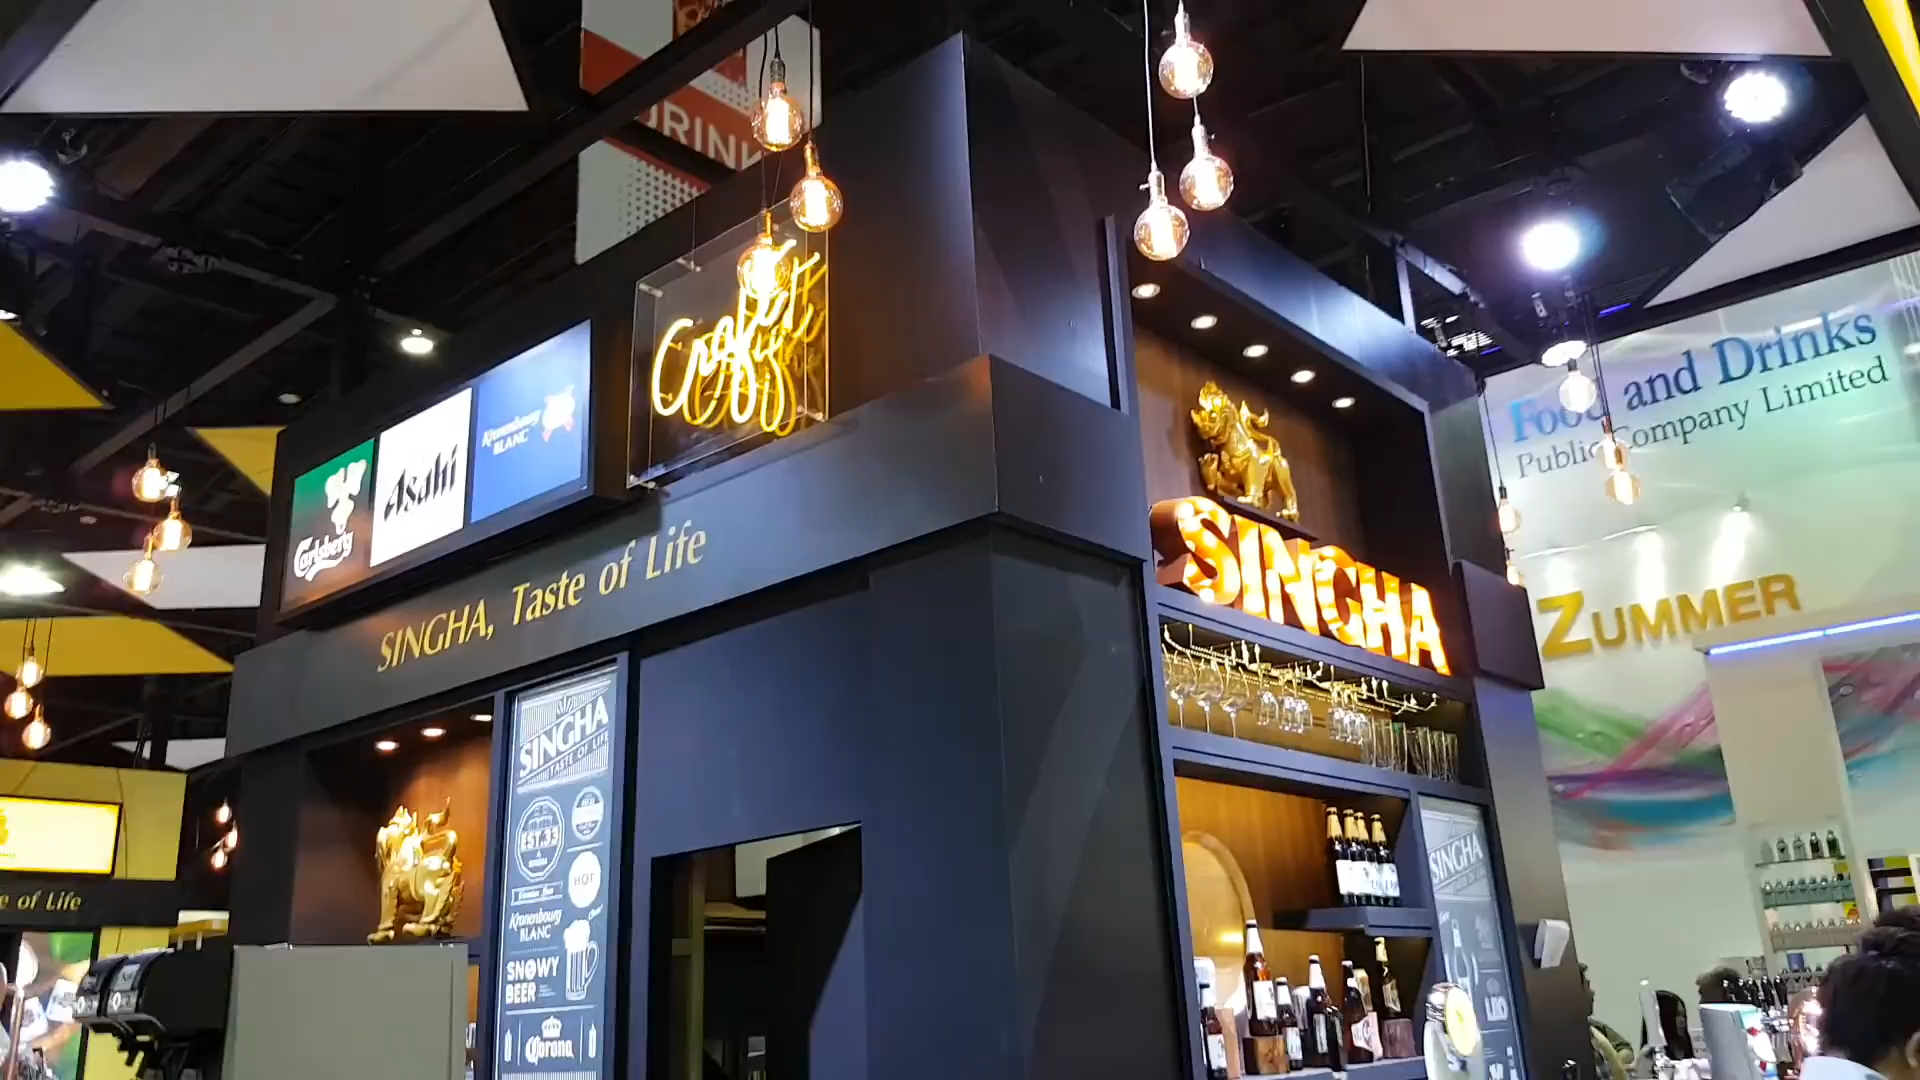 DRINK
Craft
Carlsberg
Asahi
Kronenbourg
BLANC
SINGHA, Taste of Life
SINGHA
TASTE OF LIFE
EST.33
HOT
Kronenbourg
BLANC
SNOWY
BEER
Corona
SINGHA
SINGHA
LEO
Food and Drinks
Public Company Limited
ZUMMER
e of Life